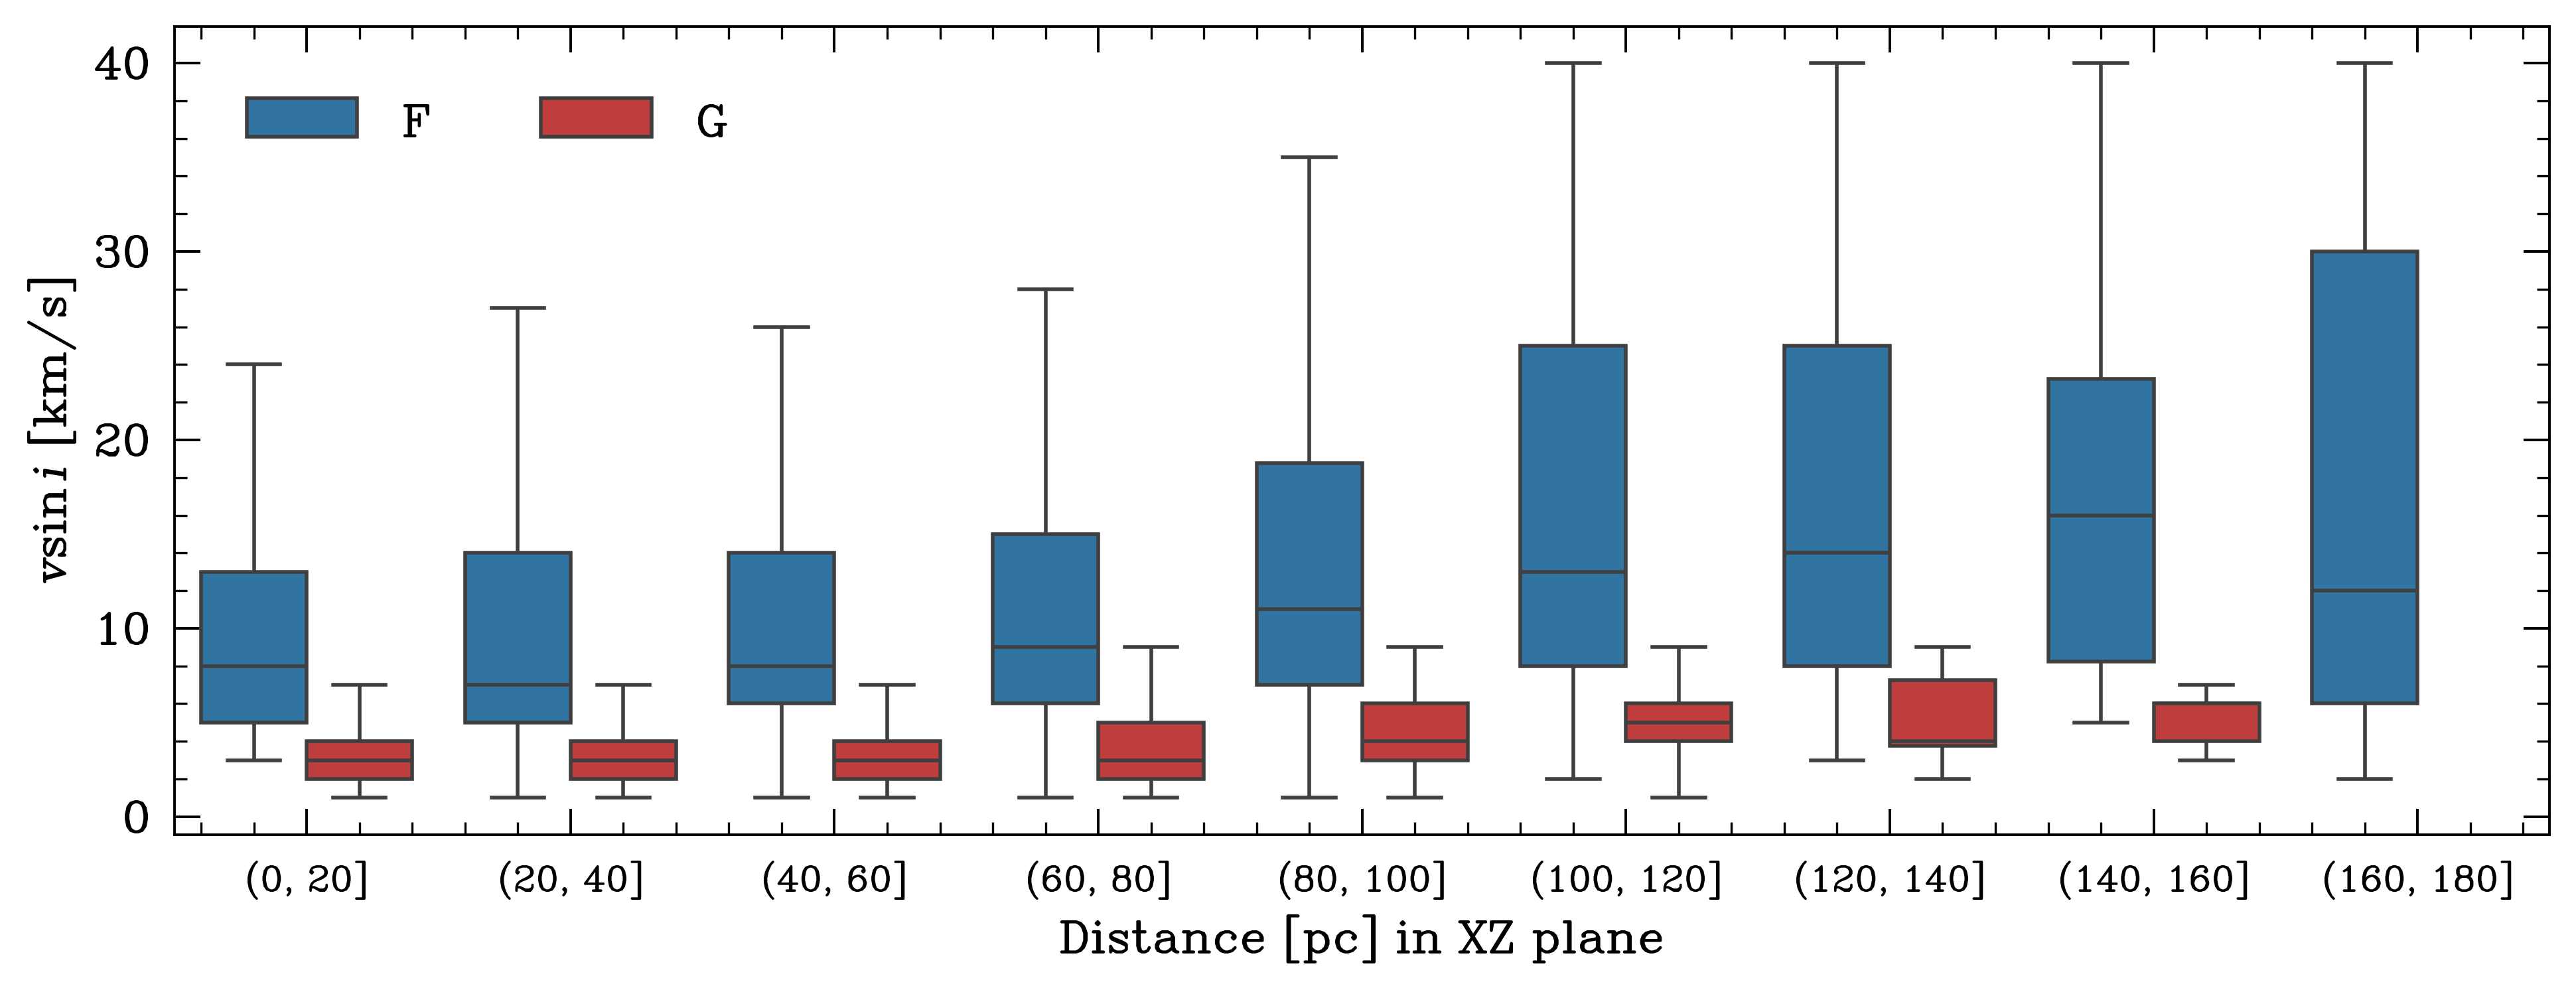 F G
vsin i [km/s]
40
30
20
10
0
(0, 20] (20, 40] (40, 60] (60, 80] (80, 100] (100, 120] (120, 140] (140, 160] (160, 180]
Distance [pc] in XZ plane